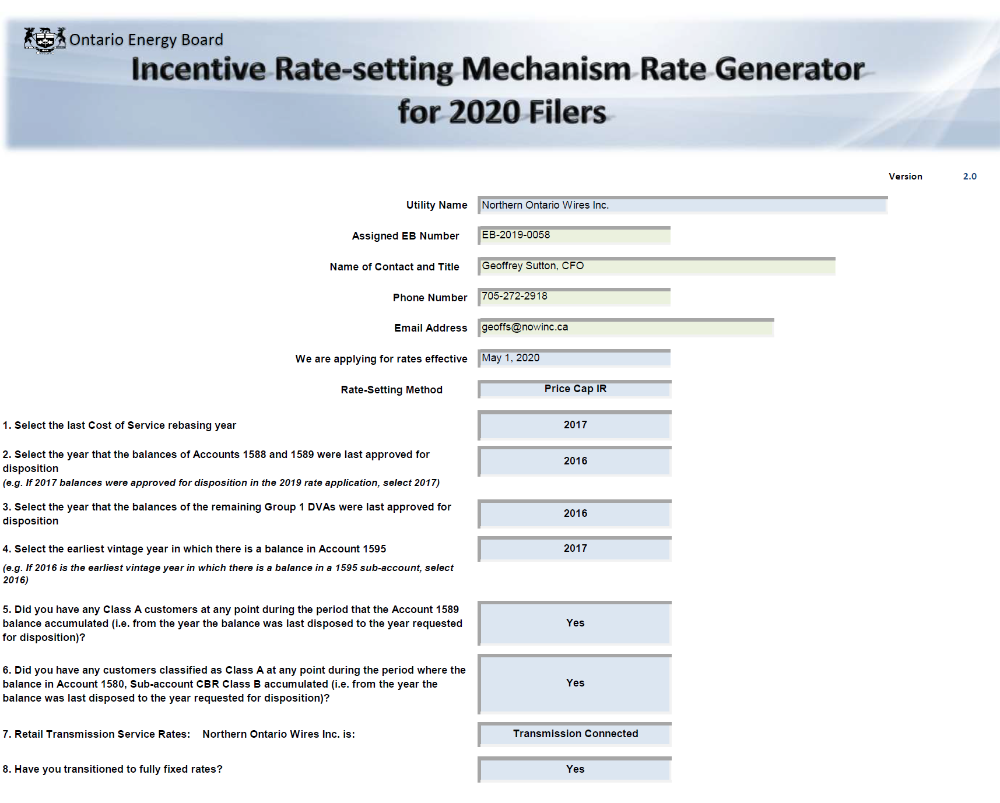 Ontario Energy Board
Incentive Rate-setting Mechanism Rate Generator
for 2020 Filers
Version 2.0
Utility Name Northern Ontario Wires Inc.
Assigned EB Number EB-2019-0058
Name of Contact and Title Geoffrey Sutton, CFO
Phone Number 705-272-2918
Email Address geoffs@nowinc.ca
We are applying for rates effective May 1, 2020
Rate-Setting Method Price Cap IR
1. Select the last Cost of Service rebasing year 2017
2. Select the year that the balances of Accounts 1588 and 1589 were last approved for
disposition
2016
(e.g. If 2017 balances were approved for disposition in the 2019 rate application, select 2017)
3. Select the year that the balances of the remaining Group 1 DVAs were last approved for
disposition
2016
4. Select the earliest vintage year in which there is a balance in Account 1595 2017
(e.g. If 2016 is the earliest vintage year in which there is a balance in a 1595 sub-account, select
2016)
5. Did you have any Class A customers at any point during the period that the Account 1589
balance accumulated (i.e. from the year the balance was last disposed to the year requested
for disposition)?
Yes
6. Did you have any customers classified as Class A at any point during the period where the
balance in Account 1580, Sub-account CBR Class B accumulated (i.e. from the year the
balance was last disposed to the year requested for disposition)?
Yes
7. Retail Transmission Service Rates: Northern Ontario Wires Inc. is: Transmission Connected
8. Have you transitioned to fully fixed rates? Yes